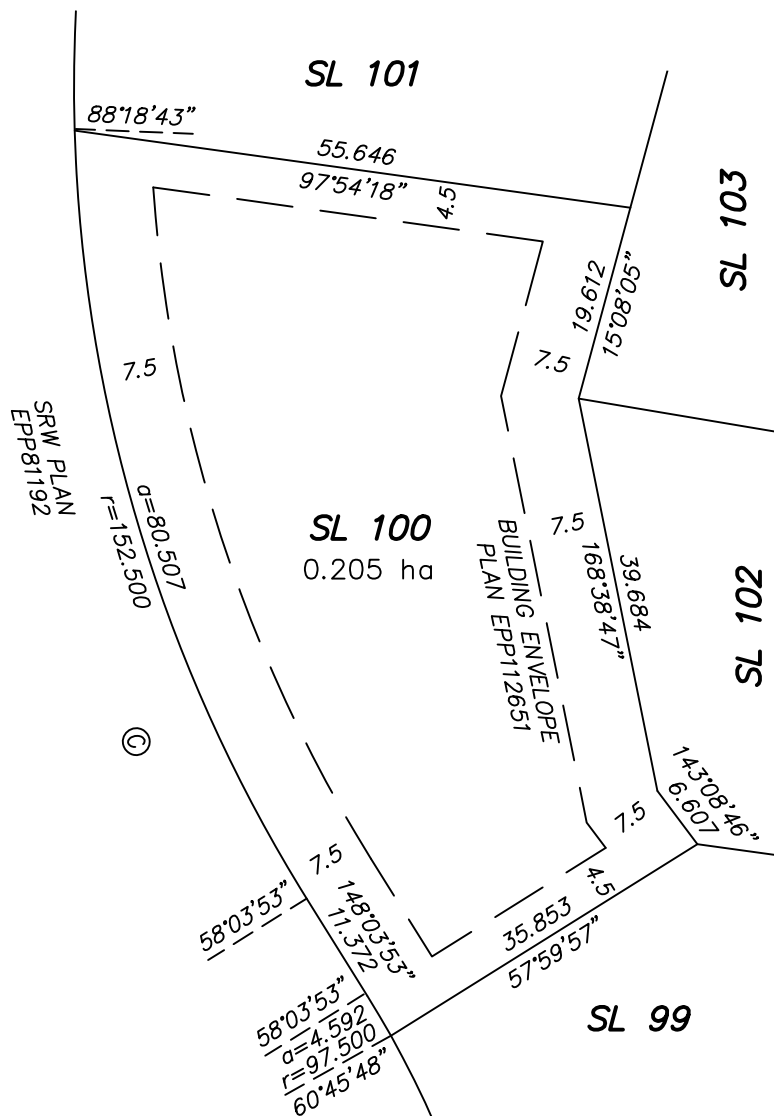 SL 101
88°18'43"
55.646
97°54'18"
4.5
SL 103
19.612
15°08'05"
7.5
7.5
SRW PLAN
EPP81192
a=80.507
r=152.500
SL 100
0.205 ha
BUILDING ENVELOPE
PLAN EPP112651
7.5
39.684
168°38'47"
SL 102
©
143°08'46"
6.607
7.5
7.5
4.5
148°03'53"
11.372
58°03'53"
35.853
57°59'57"
58°03'53"
a=4.592
r=97.500
60°45'48"
SL 99